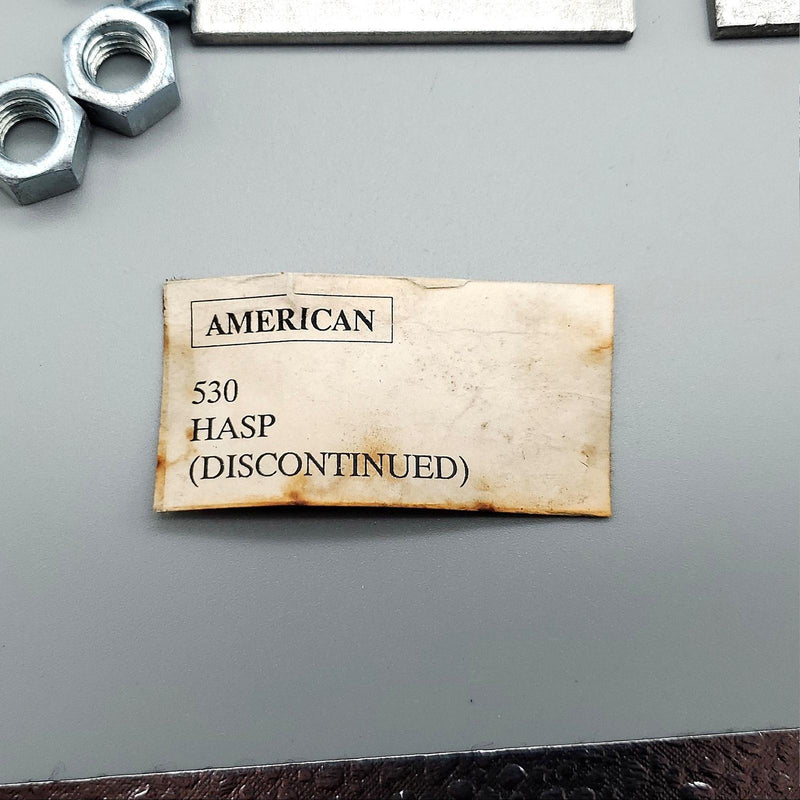 AMERICAN
530
HASP
(DISCONTINUED)